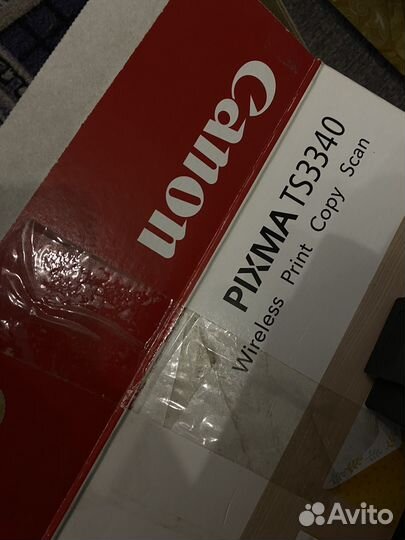 Canon
PIXMA TS3340
Wireless Print Copy Scan
Avito